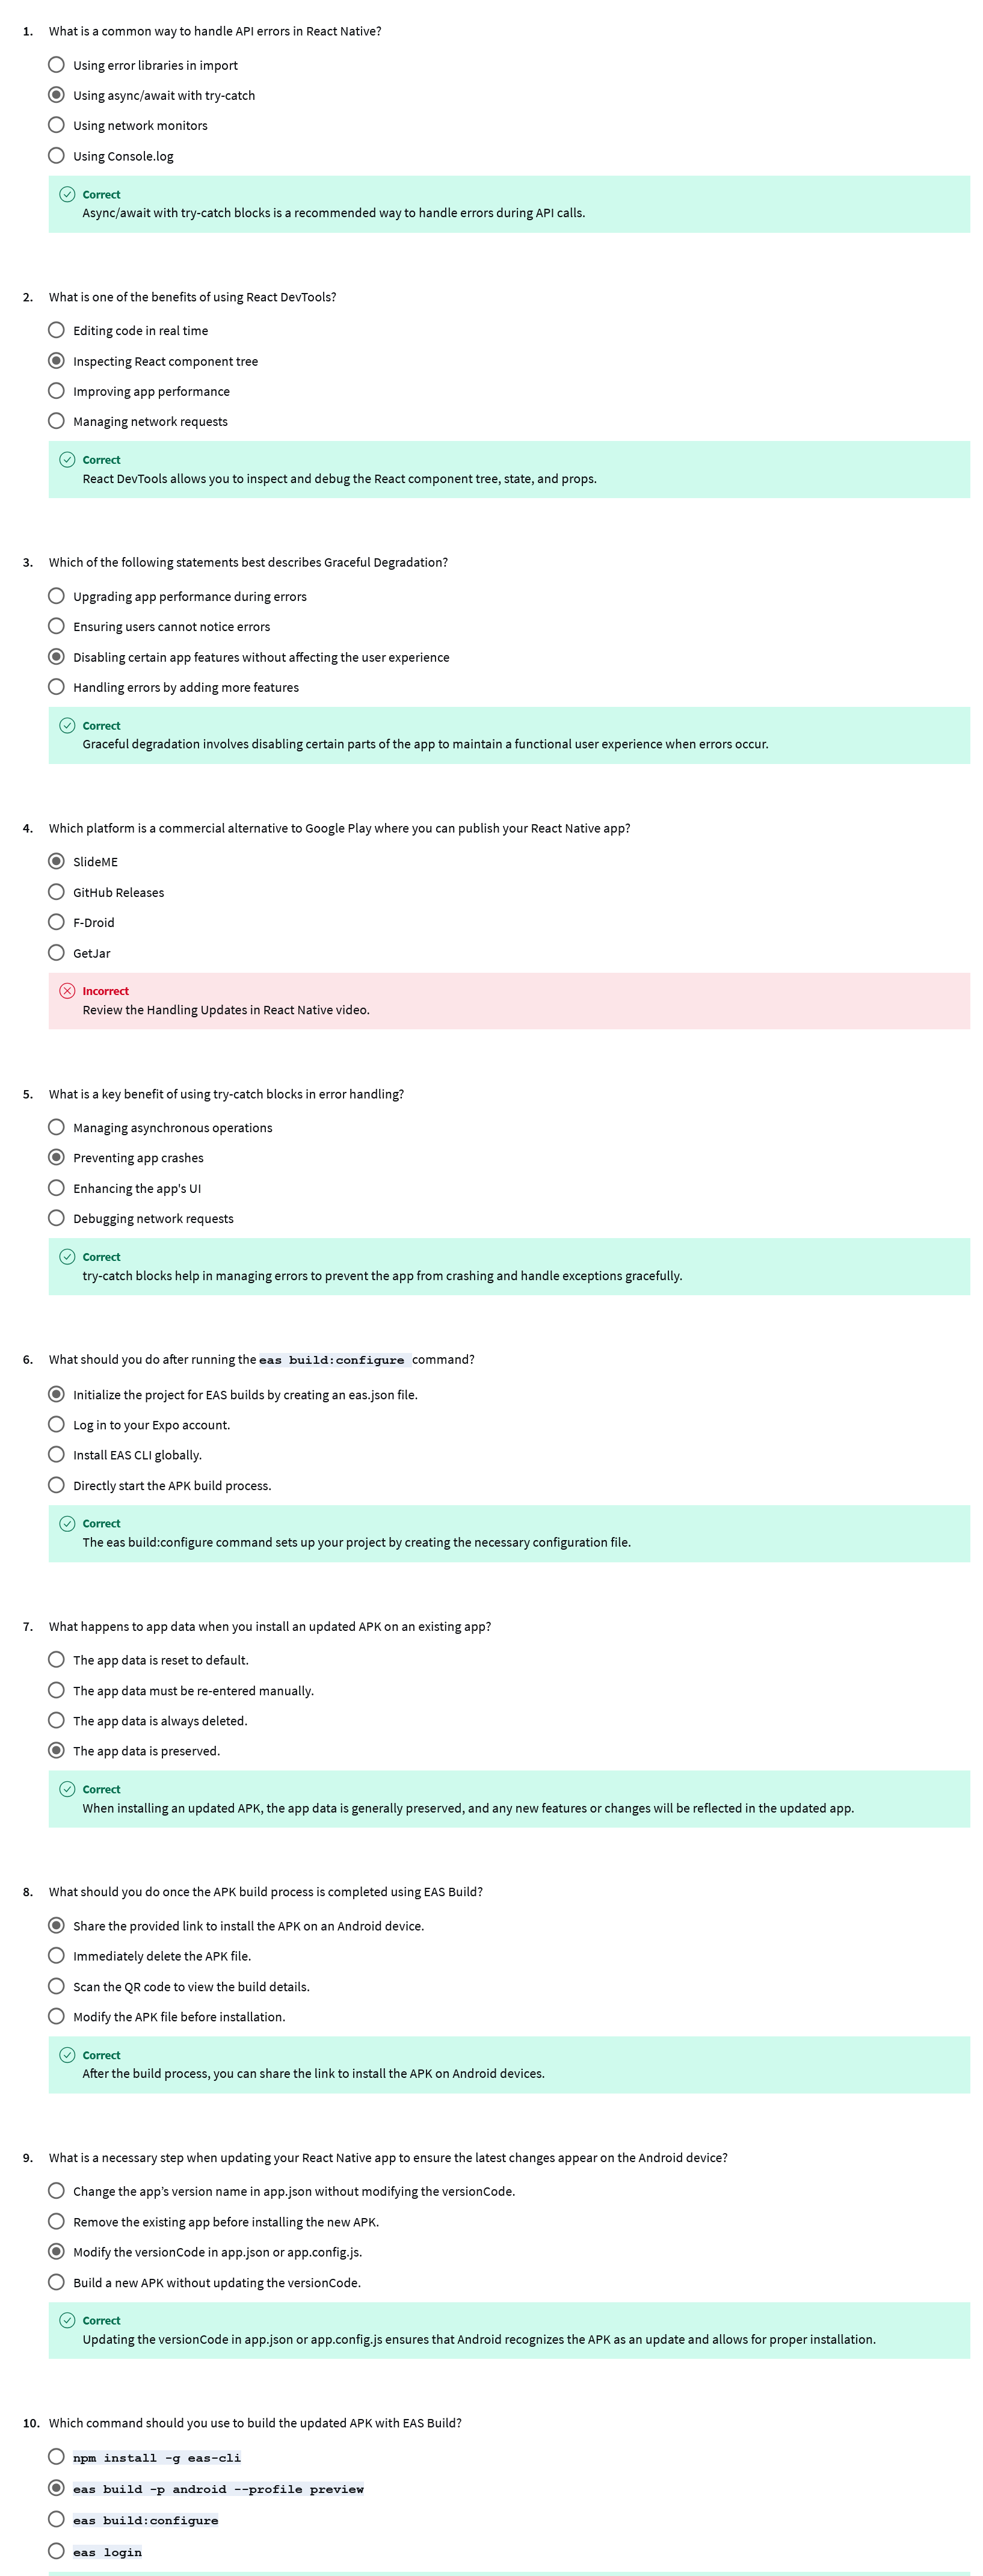 1. What is a common way to handle API errors in React Native?
Using error libraries in import
Using async/await with try-catch
Using network monitors
Using Console.log
Correct
Async/await with try-catch blocks is a recommended way to handle errors during API calls.
2. What is one of the benefits of using React DevTools?
Editing code in real time
Inspecting React component tree
Improving app performance
Managing network requests
Correct
React DevTools allows you to inspect and debug the React component tree, state, and props.
3. Which of the following statements best describes Graceful Degradation?
Upgrading app performance during errors
Ensuring users cannot notice errors
Disabling certain app features without affecting the user experience
Handling errors by adding more features
Correct
Graceful degradation involves disabling certain parts of the app to maintain a functional user experience when errors occur.
4. Which platform is a commercial alternative to Google Play where you can publish your React Native app?
SlideME
GitHub Releases
F-Droid
GetJar
Incorrect
Review the Handling Updates in React Native video.
5. What is a key benefit of using try-catch blocks in error handling?
Managing asynchronous operations
Preventing app crashes
Enhancing the app's UI
Debugging network requests
Correct
try-catch blocks help in managing errors to prevent the app from crashing and handle exceptions gracefully.
6. What should you do after running the eas build:configure command?
Initialize the project for EAS builds by creating an eas.json file.
Log in to your Expo account.
Install EAS CLI globally.
Directly start the APK build process.
Correct
The eas build:configure command sets up your project by creating the necessary configuration file.
7. What happens to app data when you install an updated APK on an existing app?
The app data is reset to default.
The app data must be re-entered manually.
The app data is always deleted.
The app data is preserved.
Correct
When installing an updated APK, the app data is generally preserved, and any new features or changes will be reflected in the updated app.
8. What should you do once the APK build process is completed using EAS Build?
Share the provided link to install the APK on an Android device.
Immediately delete the APK file.
Scan the QR code to view the build details.
Modify the APK file before installation.
Correct
After the build process, you can share the link to install the APK on Android devices.
9. What is a necessary step when updating your React Native app to ensure the latest changes appear on the Android device?
Change the app’s version name in app.json without modifying the versionCode.
Remove the existing app before installing the new APK.
Modify the versionCode in app.json or app.config.js.
Build a new APK without updating the versionCode.
Correct
Updating the versionCode in app.json or app.config.js ensures that Android recognizes the APK as an update and allows for proper installation.
10. Which command should you use to build the updated APK with EAS Build?
npm install -g eas-cli
eas build -p android --profile preview
eas build:configure
eas login